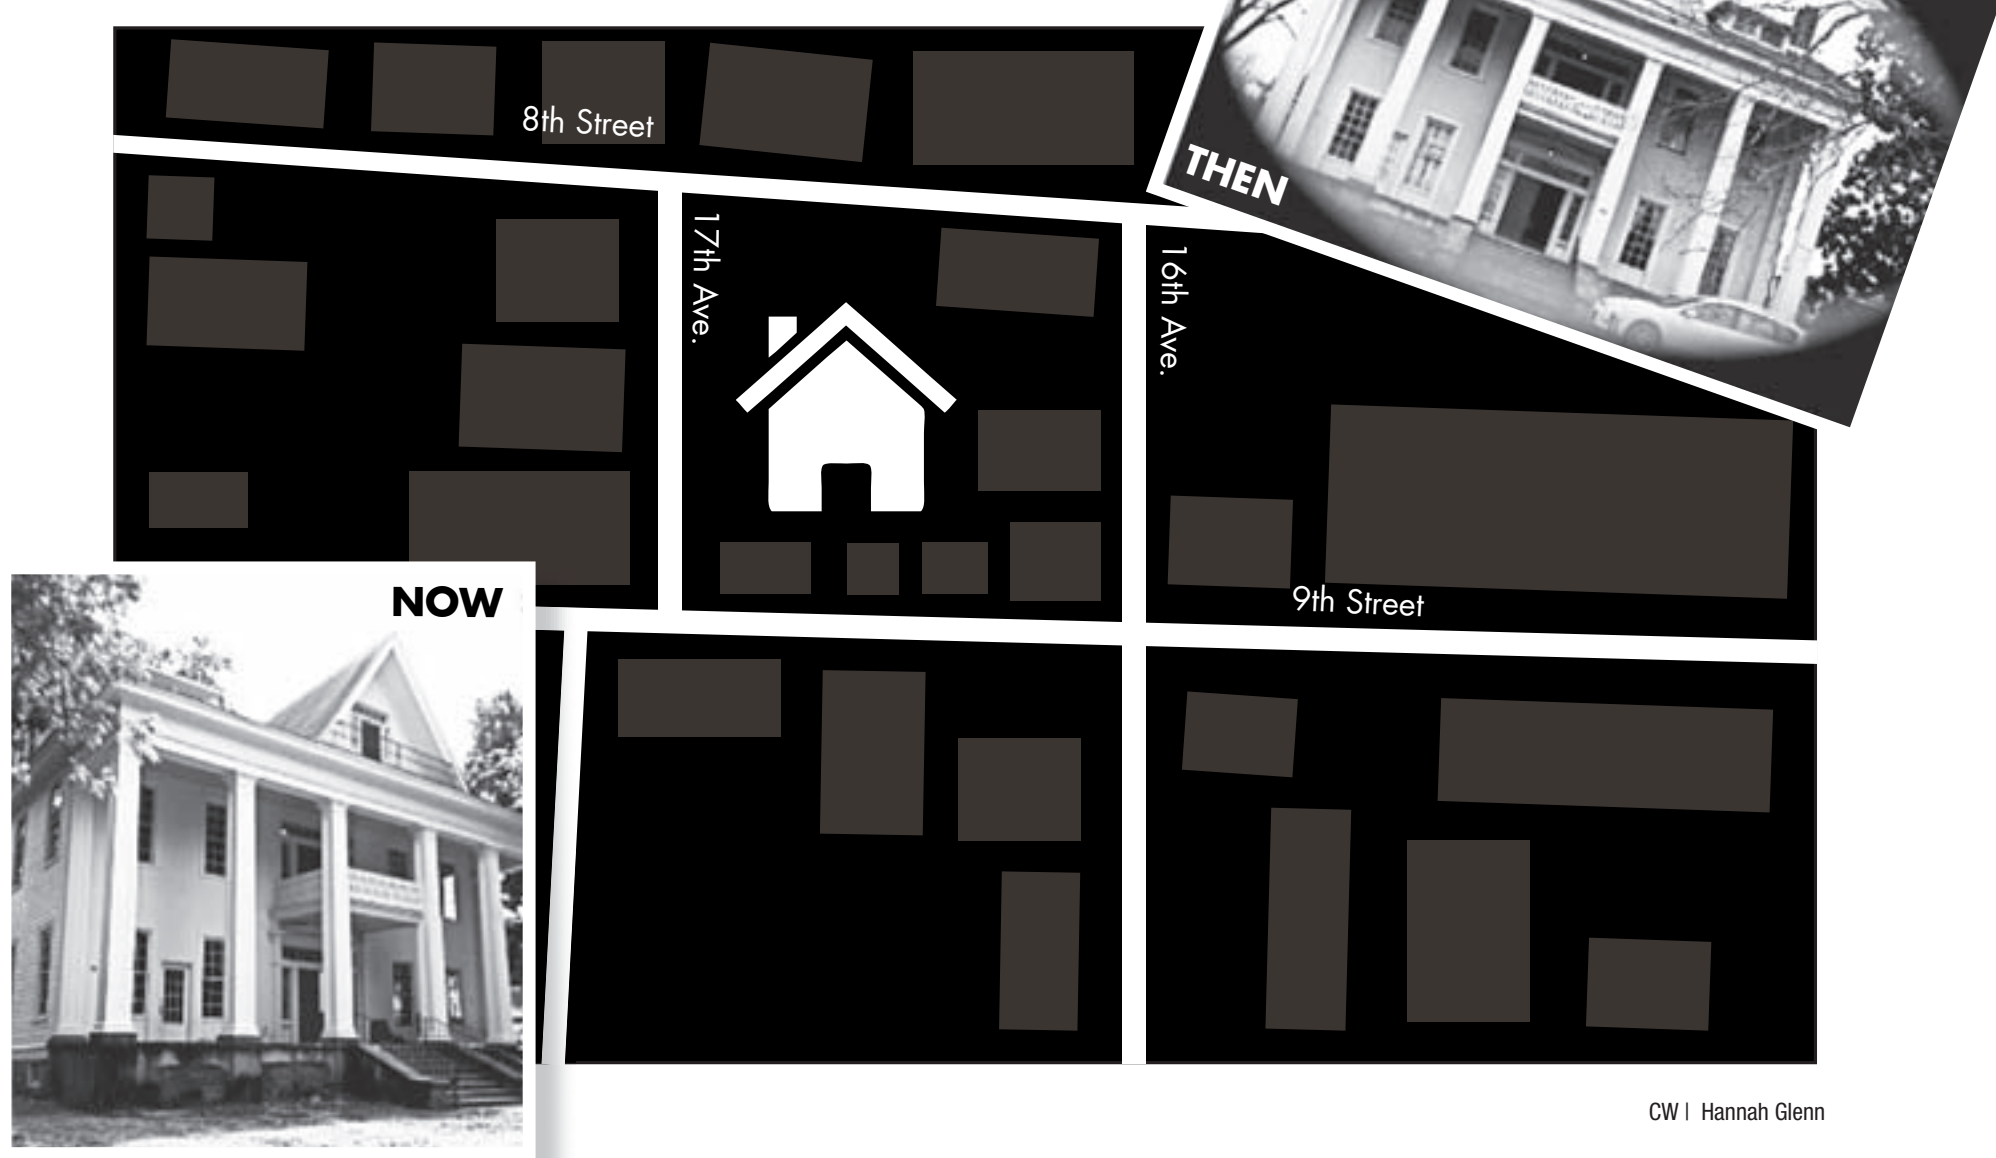 THEN
8th Street
17th Ave.
16th Ave.
9th Street
NOW
CW | Hannah Glenn